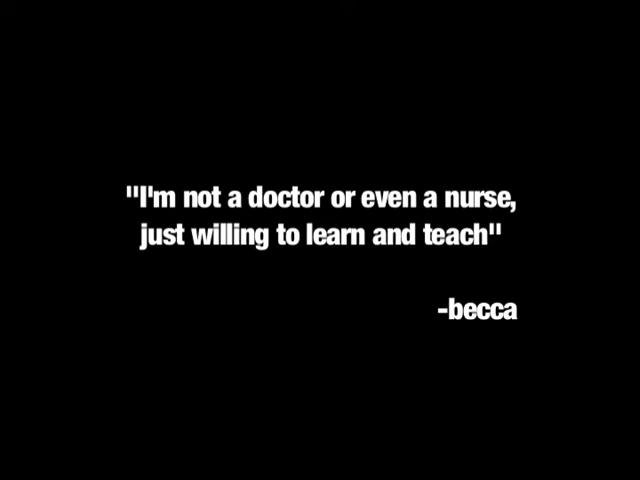 "I'm not a doctor or even a nurse,
just willing to learn and teach"
-becca